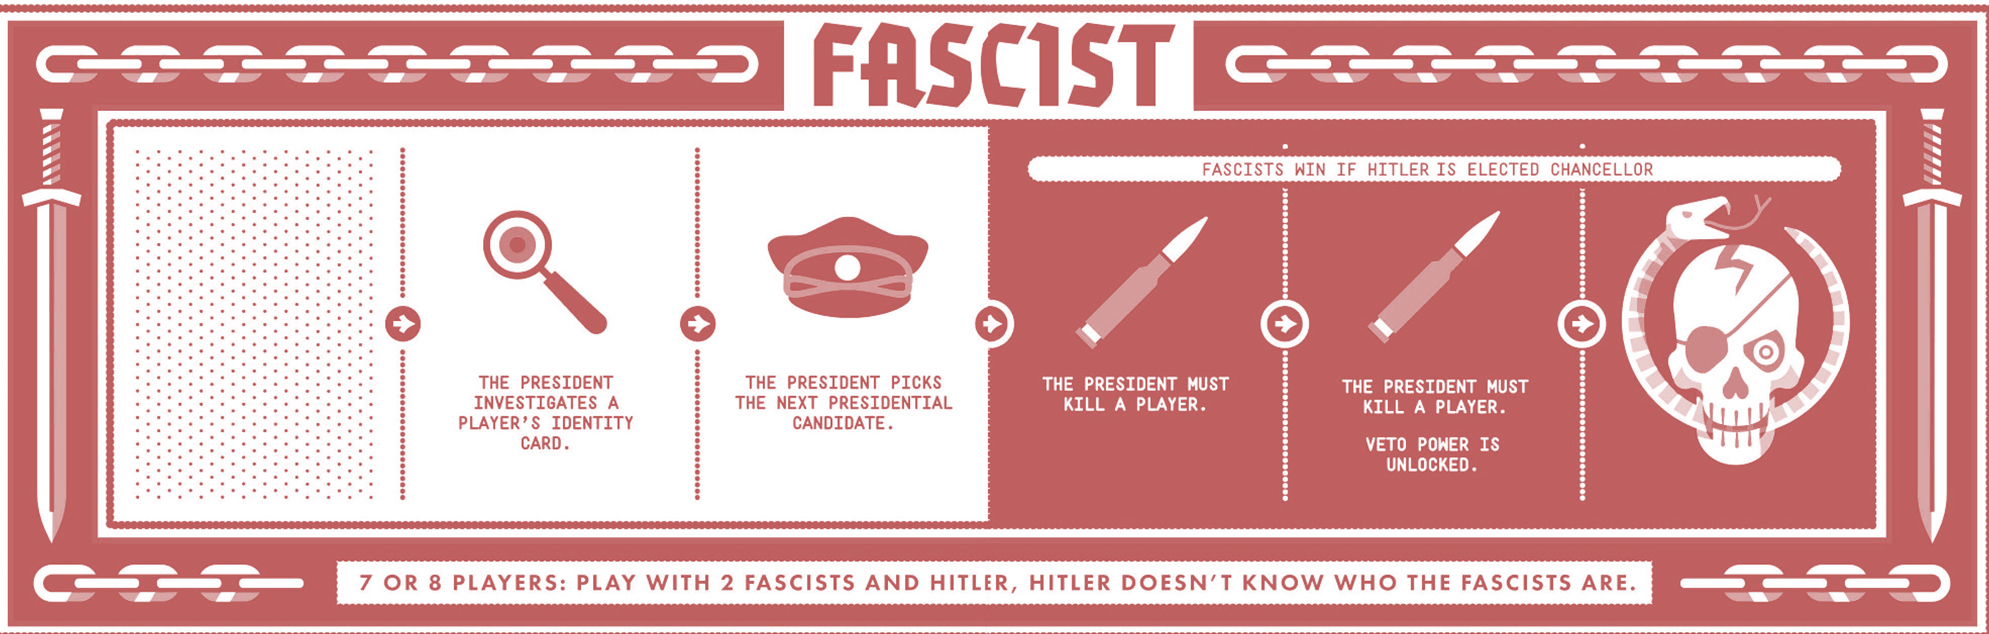 FASCIST
FASCISTS WIN IF HITLER IS ELECTED CHANCELLOR
THE PRESIDENT
INVESTIGATES A
PLAYER'S IDENTITY
CARD.
THE PRESIDENT PICKS
THE NEXT PRESIDENTIAL
CANDIDATE.
THE PRESIDENT MUST
KILL A PLAYER.
THE PRESIDENT MUST
KILL A PLAYER.
VETO POWER IS
UNLOCKED.
7 OR 8 PLAYERS: PLAY WITH 2 FASCISTS AND HITLER, HITLER DOESN'T KNOW WHO THE FASCISTS ARE.